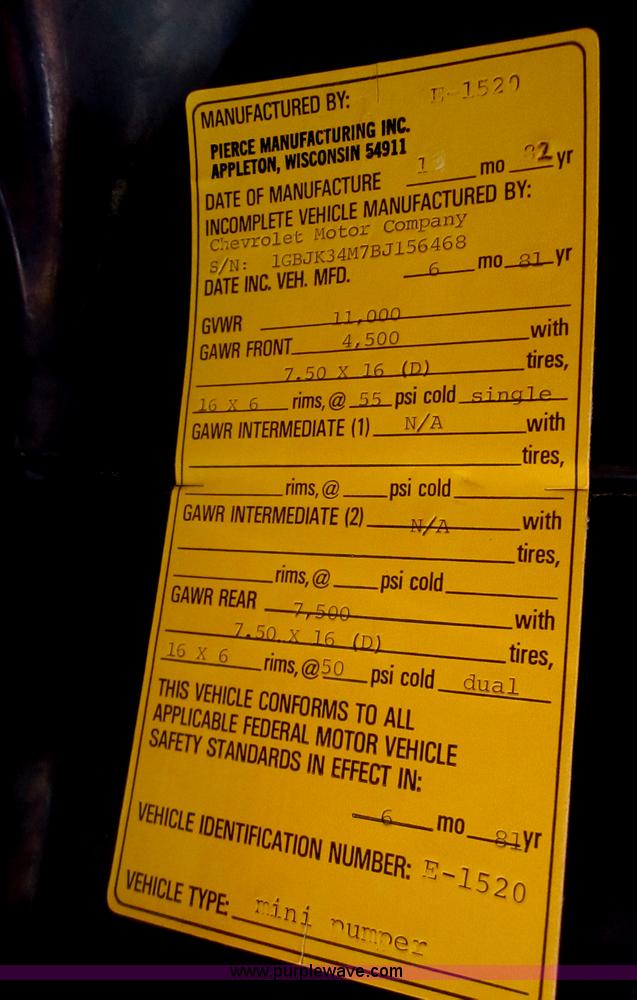 MANUFACTURED BY: E-1520
PIERCE MANUFACTURING INC.
APPLETON, WISCONSIN 54911
DATE OF MANUFACTURE mo 82 yr
INCOMPLETE VEHICLE MANUFACTURED BY:
Chevrolet Motor Company
S/N: 1GBJK34M7BJ156468
DATE INC. VEH. MFD. 6 mo 81 yr
GVWR 11,000
GAWR FRONT 4,500 with
7.50 X 16 (D) tires,
16 X 6 rims, @ 55 psi cold single
GAWR INTERMEDIATE (1) N/A with
tires,
rims, @ psi cold
GAWR INTERMEDIATE (2) N/A with
tires,
rims, @ psi cold
GAWR REAR 7,500 with
7.50 X 16 (D) tires,
16 X 6 rims, @50 psi cold dual
THIS VEHICLE CONFORMS TO ALL
APPLICABLE FEDERAL MOTOR VEHICLE
SAFETY STANDARDS IN EFFECT IN:
6 mo 81yr
VEHICLE IDENTIFICATION NUMBER: E-1520
VEHICLE TYPE: mini pumper
www.purplewave.com